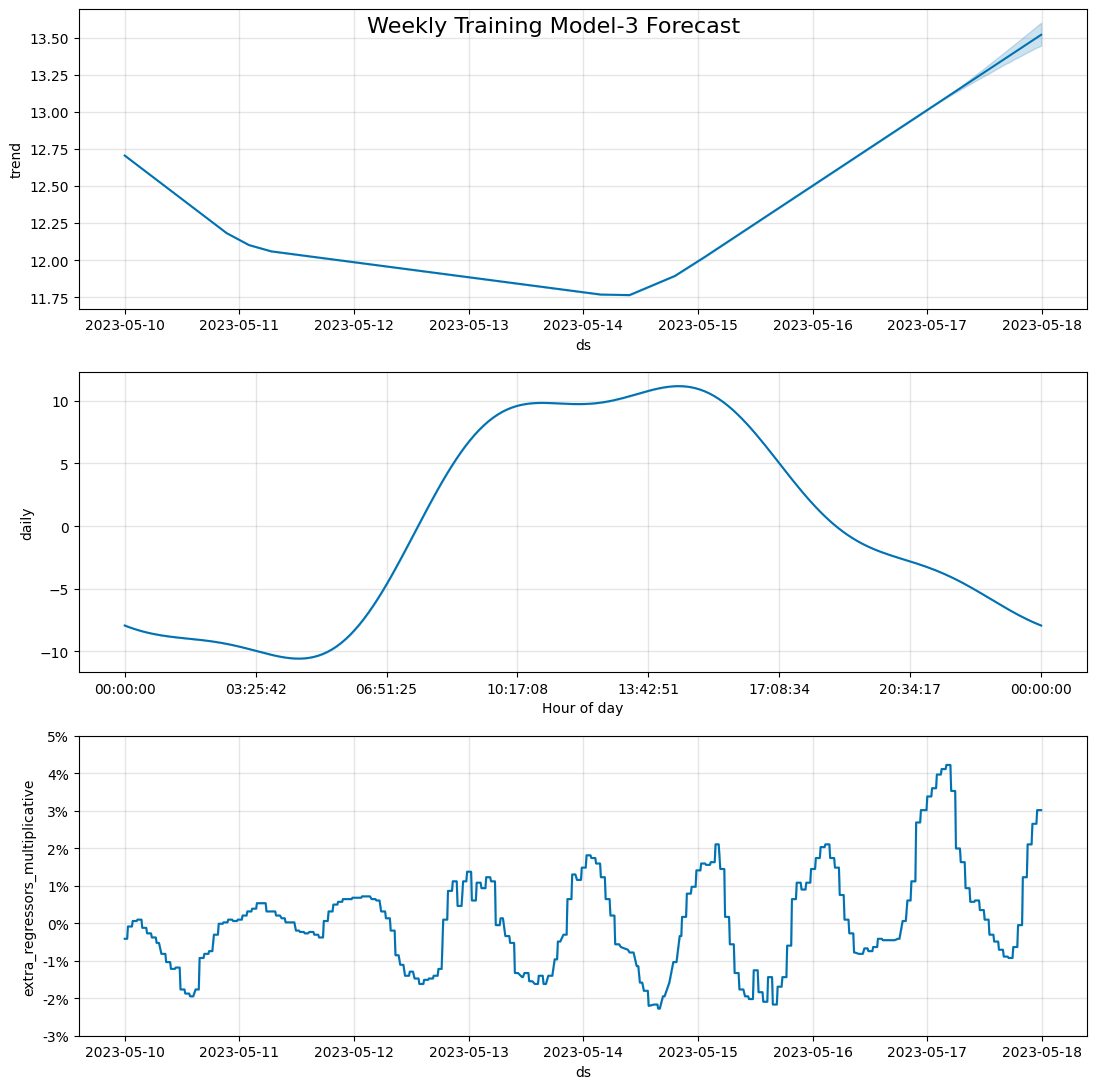 Weekly Training Model-3 Forecast
13.50
13.25
13.00
12.75
12.50
12.25
12.00
11.75
trend
2023-05-10 2023-05-11 2023-05-12 2023-05-13 2023-05-14 2023-05-15 2023-05-16 2023-05-17 2023-05-18
ds
10
5
0
−5
−10
daily
00:00:00 03:25:42 06:51:25 10:17:08 13:42:51 17:08:34 20:34:17 00:00:00
Hour of day
5%
4%
3%
2%
1%
0%
-1%
-2%
-3%
extra_regressors_multiplicative
2023-05-10 2023-05-11 2023-05-12 2023-05-13 2023-05-14 2023-05-15 2023-05-16 2023-05-17 2023-05-18
ds